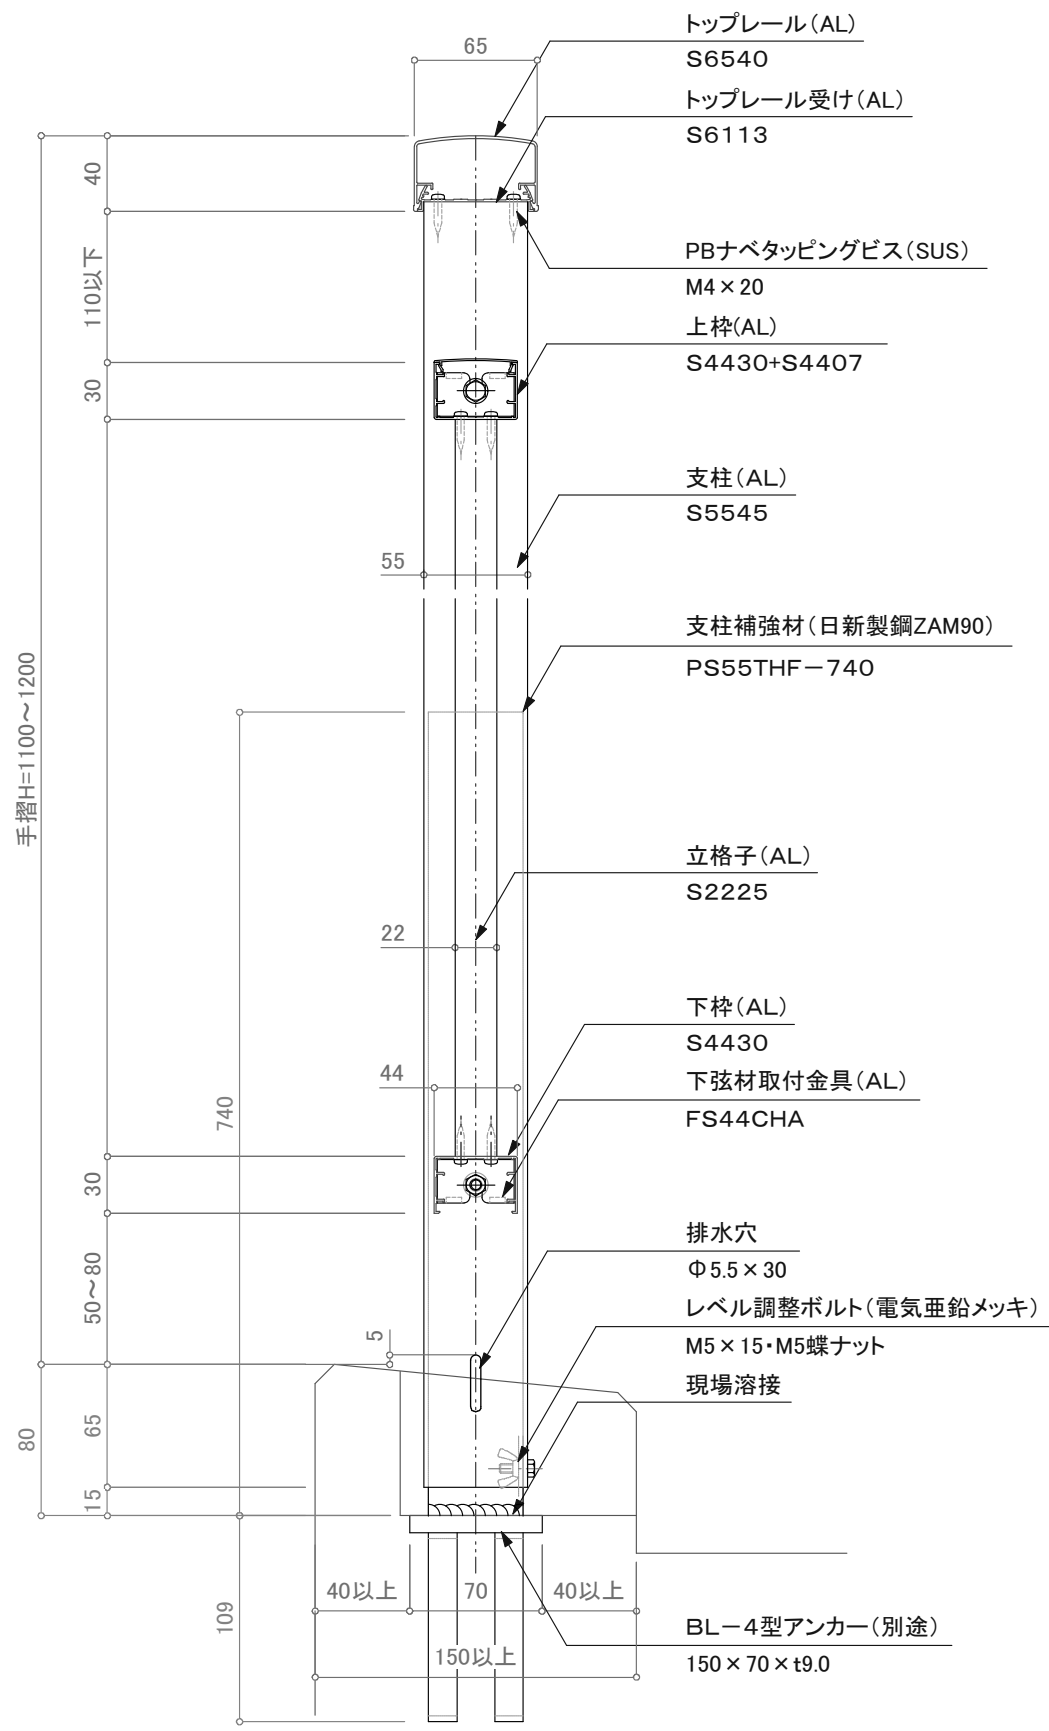 トップレール（AL）
S6540
トップレール受け（AL）
S6113
PBナベタッピングビス（SUS）
M4×20
上枠(AL)
S4430+S4407
支柱（AL）
S5545
支柱補強材（日新製鋼ZAM90）
PS55THF－740
立格子（AL）
S2225
下枠（AL）
S4430
下弦材取付金具（AL）
FS44CHA
排水穴
Φ5.5×30
レベル調整ボルト（電気亜鉛メッキ）
M5×15・M5蝶ナット
現場溶接
BL－4型アンカー（別途）
150×70×t9.0
65
40
110以下
30
55
手摺H=1100～1200
740
22
44
30
50～80
5
80
65
15
109
40以上
70
40以上
150以上